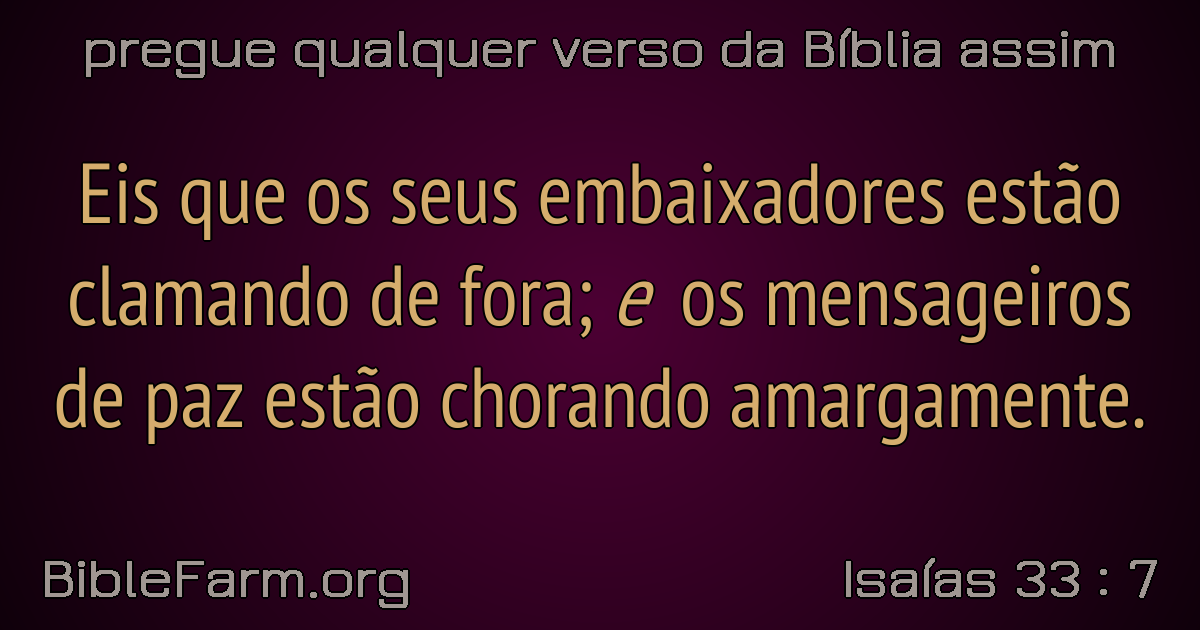 pregue qualquer verso da Bíblia assim
Eis que os seus embaixadores estão
clamando de fora; e os mensageiros
de paz estão chorando amargamente.
BibleFarm.org
Isaías 33 : 7